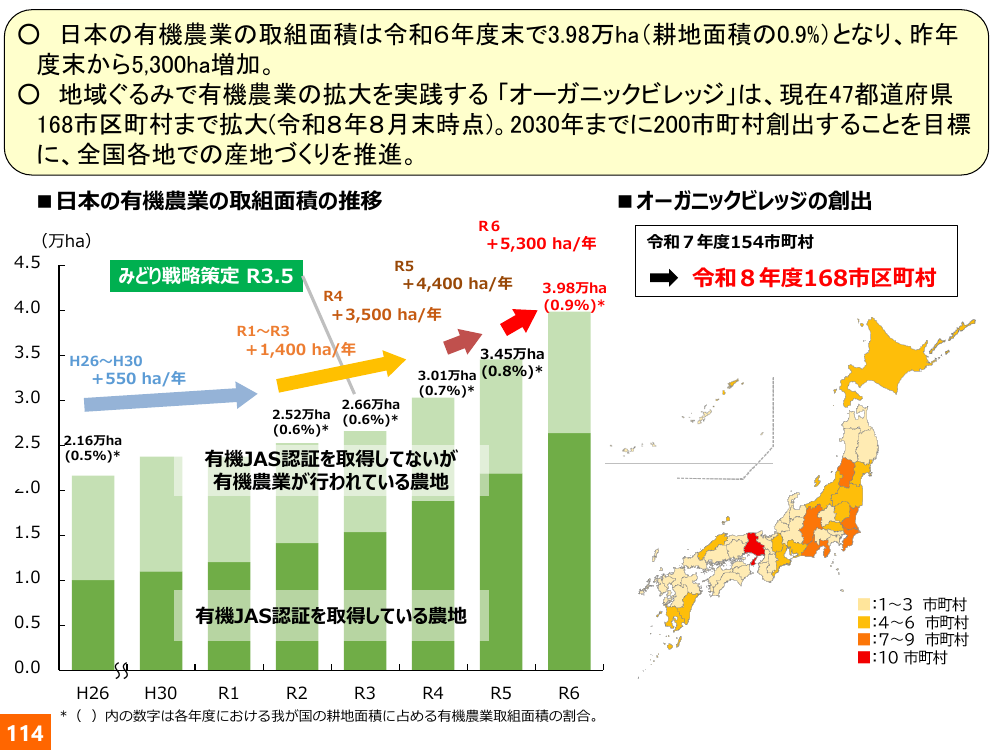 〇　日本の有機農業の取組面積は令和６年度末で3.98万ha（耕地面積の0.9%）となり、昨年
度末から5,300ha増加。
〇　地域ぐるみで有機農業の拡大を実践する「オーガニックビレッジ」は、現在47都道府県
168市区町村まで拡大(令和８年８月末時点)。2030年までに200市町村創出することを目標
に、全国各地での産地づくりを推進。
■日本の有機農業の取組面積の推移
（万ha）
4.5
4.0
3.5
3.0
2.5
2.0
1.5
1.0
0.5
0.0
みどり戦略策定 R3.5
H26～H30
＋550 ha/年
R1～R3
＋1,400 ha/年
R4
＋3,500 ha/年
R5
＋4,400 ha/年
R６
＋5,300 ha/年
2.16万ha
(0.5%)*
2.52万ha
(0.6%)*
2.66万ha
(0.6%)*
3.01万ha
(0.7%)*
3.45万ha
(0.8%)*
3.98万ha
(0.9%)*
有機JAS認証を取得してないが
有機農業が行われている農地
有機JAS認証を取得している農地
H26 H30 R1 R2 R3 R4 R5 R6
*（　）内の数字は各年度における我が国の耕地面積に占める有機農業取組面積の割合。
■オーガニックビレッジの創出
令和７年度154市町村
令和８年度168市区町村
:1～3 市町村
:4～6 市町村
:7～9 市町村
:10 市町村
114